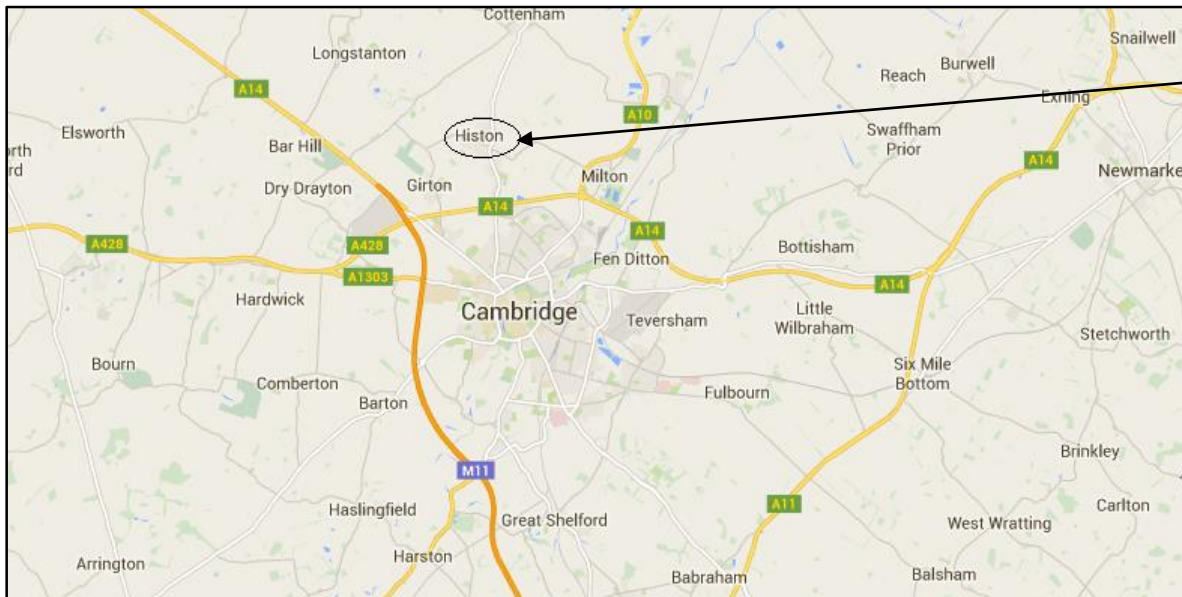 Cottenham
Snailwell
Longstanton
Burwell
Reach
A14
Exning
A10
Elsworth
Histon
Swaffham
Prior
Bar Hill
orth
rd
A14
Milton
Newmarke
Dry Drayton
Girton
A14
A14
A428
A428
Bottisham
Fen Ditton
A1303
A14
Hardwick
Cambridge
Little
Wilbraham
Teversham
Stetchworth
Bourn
Six Mile
Bottom
Comberton
Fulbourn
Barton
Brinkley
M11
A11
Carlton
Haslingfield
Great Shelford
West Wratting
Harston
Arrington
Babraham
Balsham